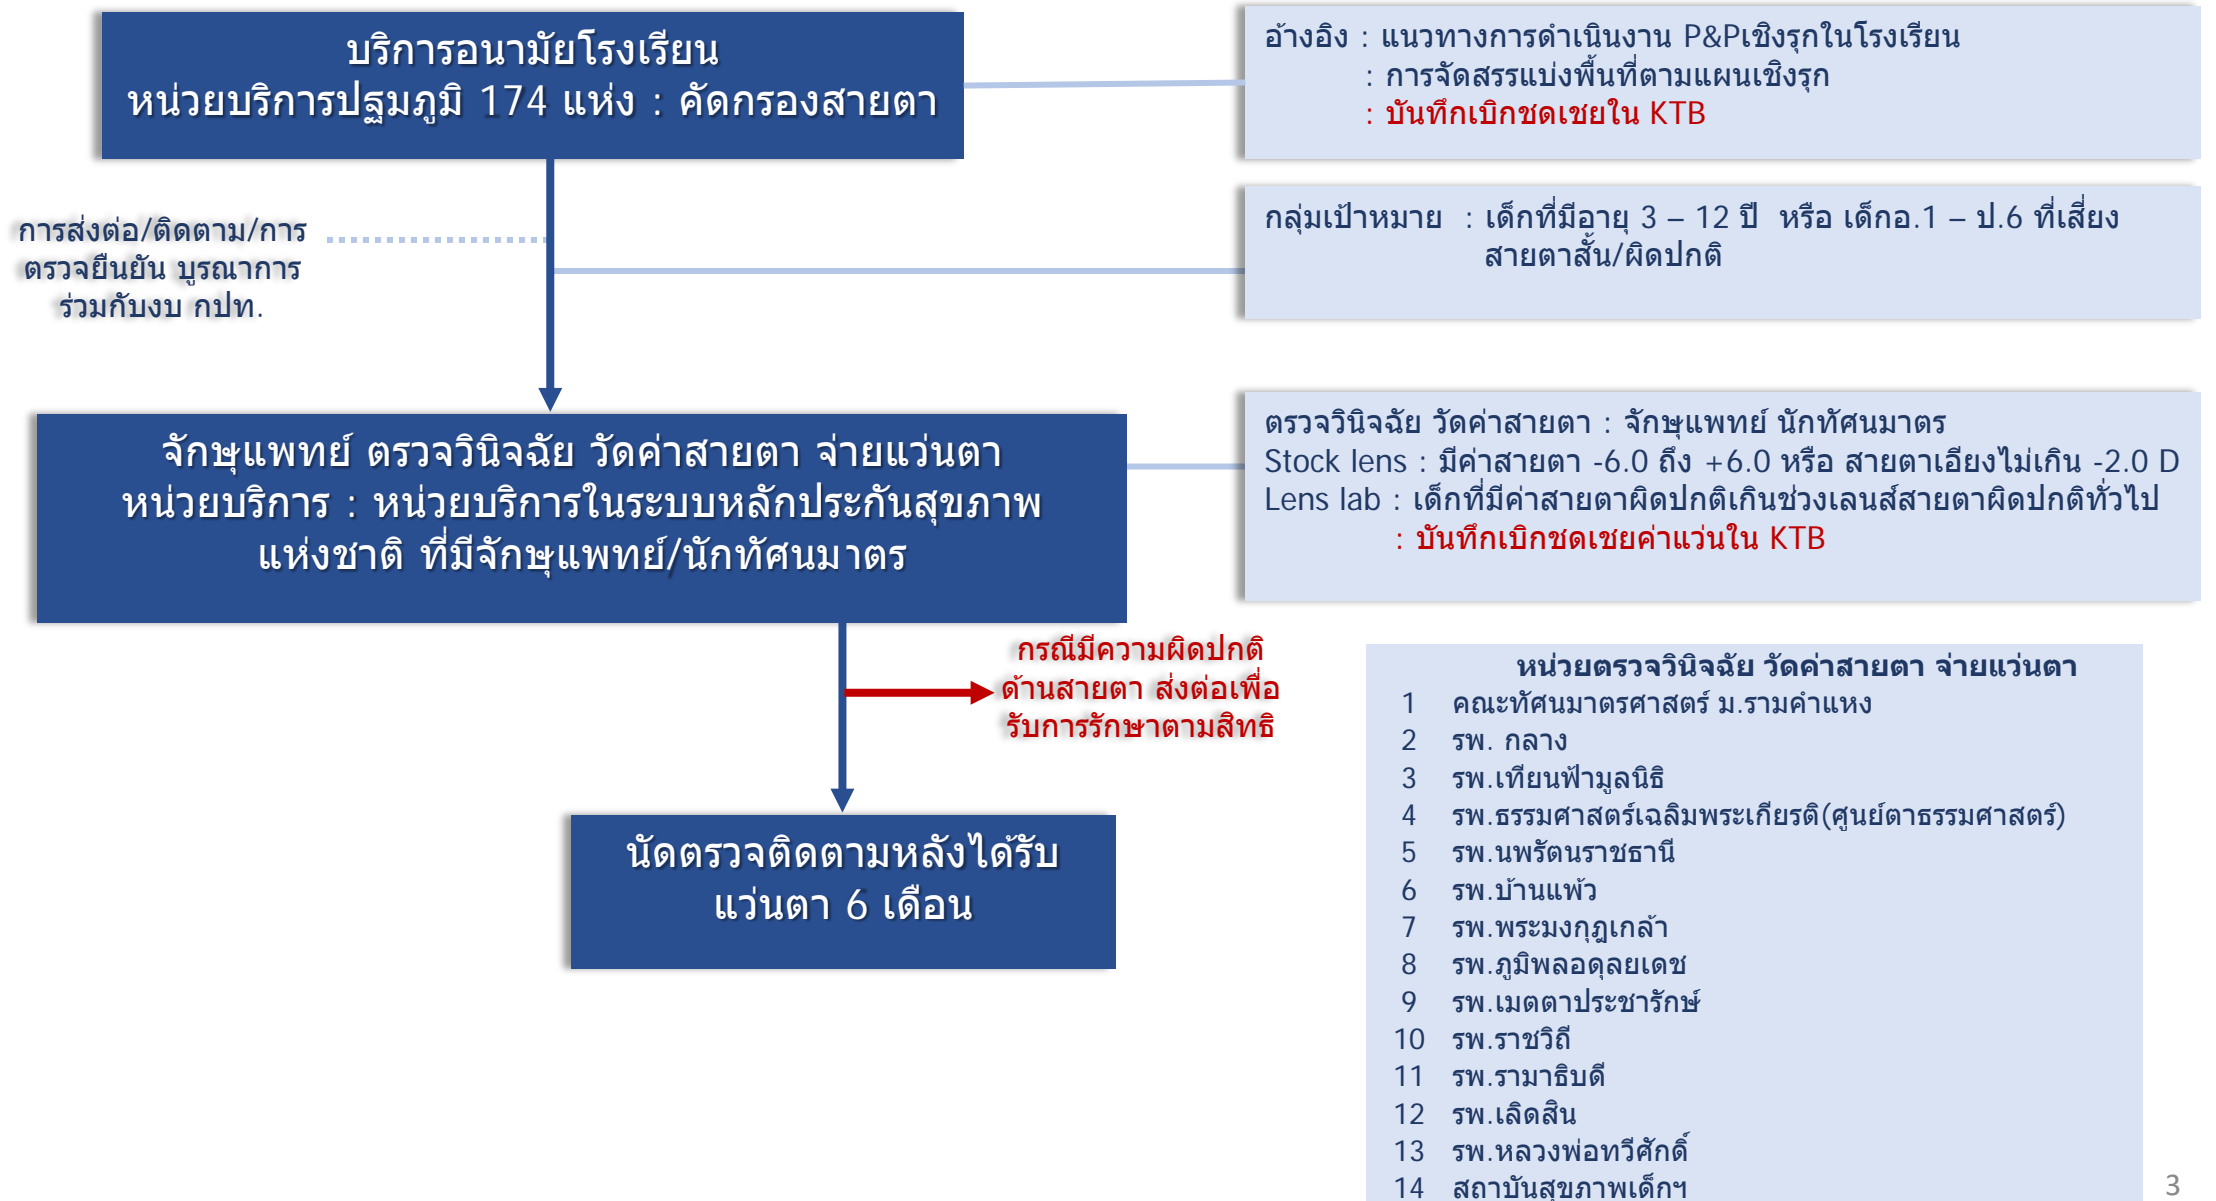 บริการอนามัยโรงเรียน
หน่วยบริการปฐมภูมิ 174 แห่ง : คัดกรองสายตา
อ้างอิง : แนวทางการดำเนินงาน P&Pเชิงรุกในโรงเรียน
: การจัดสรรแบ่งพื้นที่ตามแผนเชิงรุก
: บันทึกเบิกชดเชยใน KTB
การส่งต่อ/ติดตาม/การ
ตรวจยืนยัน บูรณาการ
ร่วมกับงบ กปท.
กลุ่มเป้าหมาย : เด็กที่มีอายุ 3 – 12 ปี หรือ เด็กอ.1 – ป.6 ที่เสี่ยง
สายตาสั้น/ผิดปกติ
จักษุแพทย์ ตรวจวินิจฉัย วัดค่าสายตา จ่ายแว่นตา
หน่วยบริการ : หน่วยบริการในระบบหลักประกันสุขภาพ
แห่งชาติ ที่มีจักษุแพทย์/นักทัศนมาตร
ตรวจวินิจฉัย วัดค่าสายตา : จักษุแพทย์ นักทัศนมาตร
Stock lens : มีค่าสายตา -6.0 ถึง +6.0 หรือ สายตาเอียงไม่เกิน -2.0 D
Lens lab : เด็กที่มีค่าสายตาผิดปกติเกินช่วงเลนส์สายตาผิดปกติทั่วไป
: บันทึกเบิกชดเชยค่าแว่นใน KTB
กรณีมีความผิดปกติ
ด้านสายตา ส่งต่อเพื่อ
รับการรักษาตามสิทธิ
นัดตรวจติดตามหลังได้รับ
แว่นตา 6 เดือน
หน่วยตรวจวินิจฉัย วัดค่าสายตา จ่ายแว่นตา
1 คณะทัศนมาตรศาสตร์ ม.รามคำแหง
2 รพ. กลาง
3 รพ.เทียนฟ้ามูลนิธิ
4 รพ.ธรรมศาสตร์เฉลิมพระเกียรติ(ศูนย์ตาธรรมศาสตร์)
5 รพ.นพรัตนราชธานี
6 รพ.บ้านแพ้ว
7 รพ.พระมงกุฎเกล้า
8 รพ.ภูมิพลอดุลยเดช
9 รพ.เมตตาประชารักษ์
10 รพ.ราชวิถี
11 รพ.รามาธิบดี
12 รพ.เลิดสิน
13 รพ.หลวงพ่อทวีศักดิ์
14 สถาบันสุขภาพเด็กฯ
3